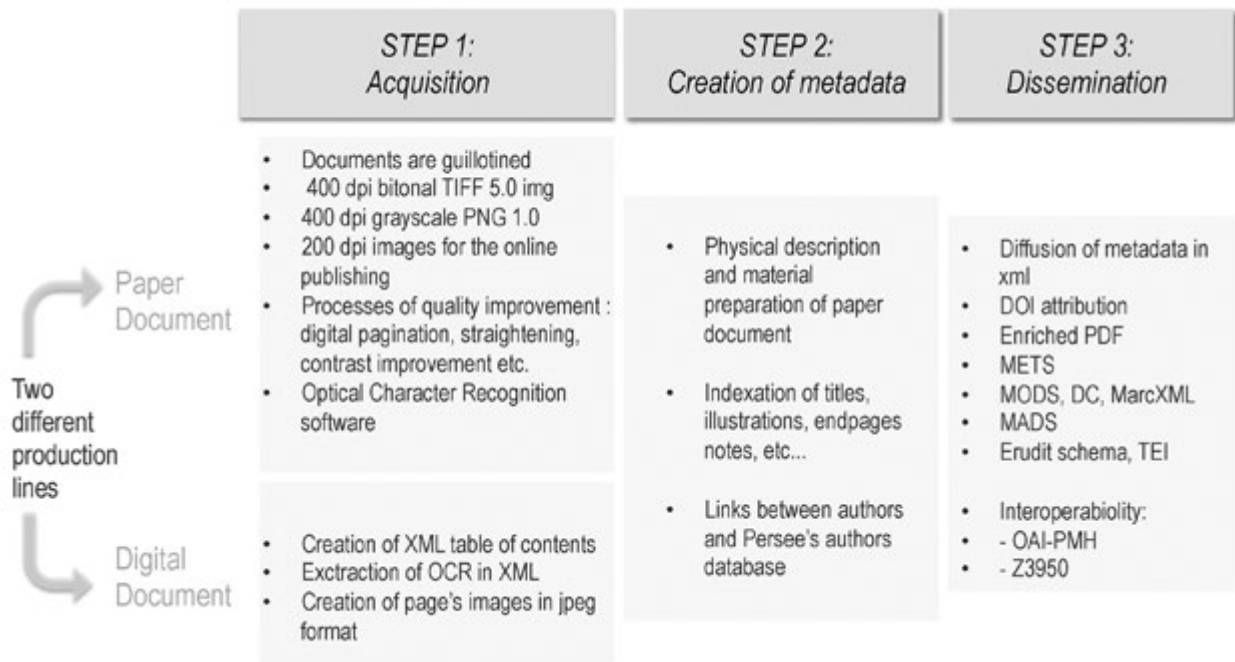 STEP 1:
Acquisition
STEP 2:
Creation of metadata
STEP 3:
Dissemination
Two
different
production
lines
Paper
Document
Digital
Document
• Documents are guillotined
• 400 dpi bitonal TIFF 5.0 img
• 400 dpi grayscale PNG 1.0
• 200 dpi images for the online
publishing
• Processes of quality improvement :
digital pagination, straightening,
contrast improvement etc.
• Optical Character Recognition
software
• Creation of XML table of contents
• Exctraction of OCR in XML
• Creation of page's images in jpeg
format
• Physical description
and material
preparation of paper
document
• Indexation of titles,
illustrations, endpages
notes, etc...
• Links between authors
and Persee's authors
database
• Diffusion of metadata in
xml
• DOI attribution
• Enriched PDF
• METS
• MODS, DC, MarcXML
• MADS
• Erudit schema, TEI
• Interoperabiolity:
• - OAI-PMH
• - Z3950